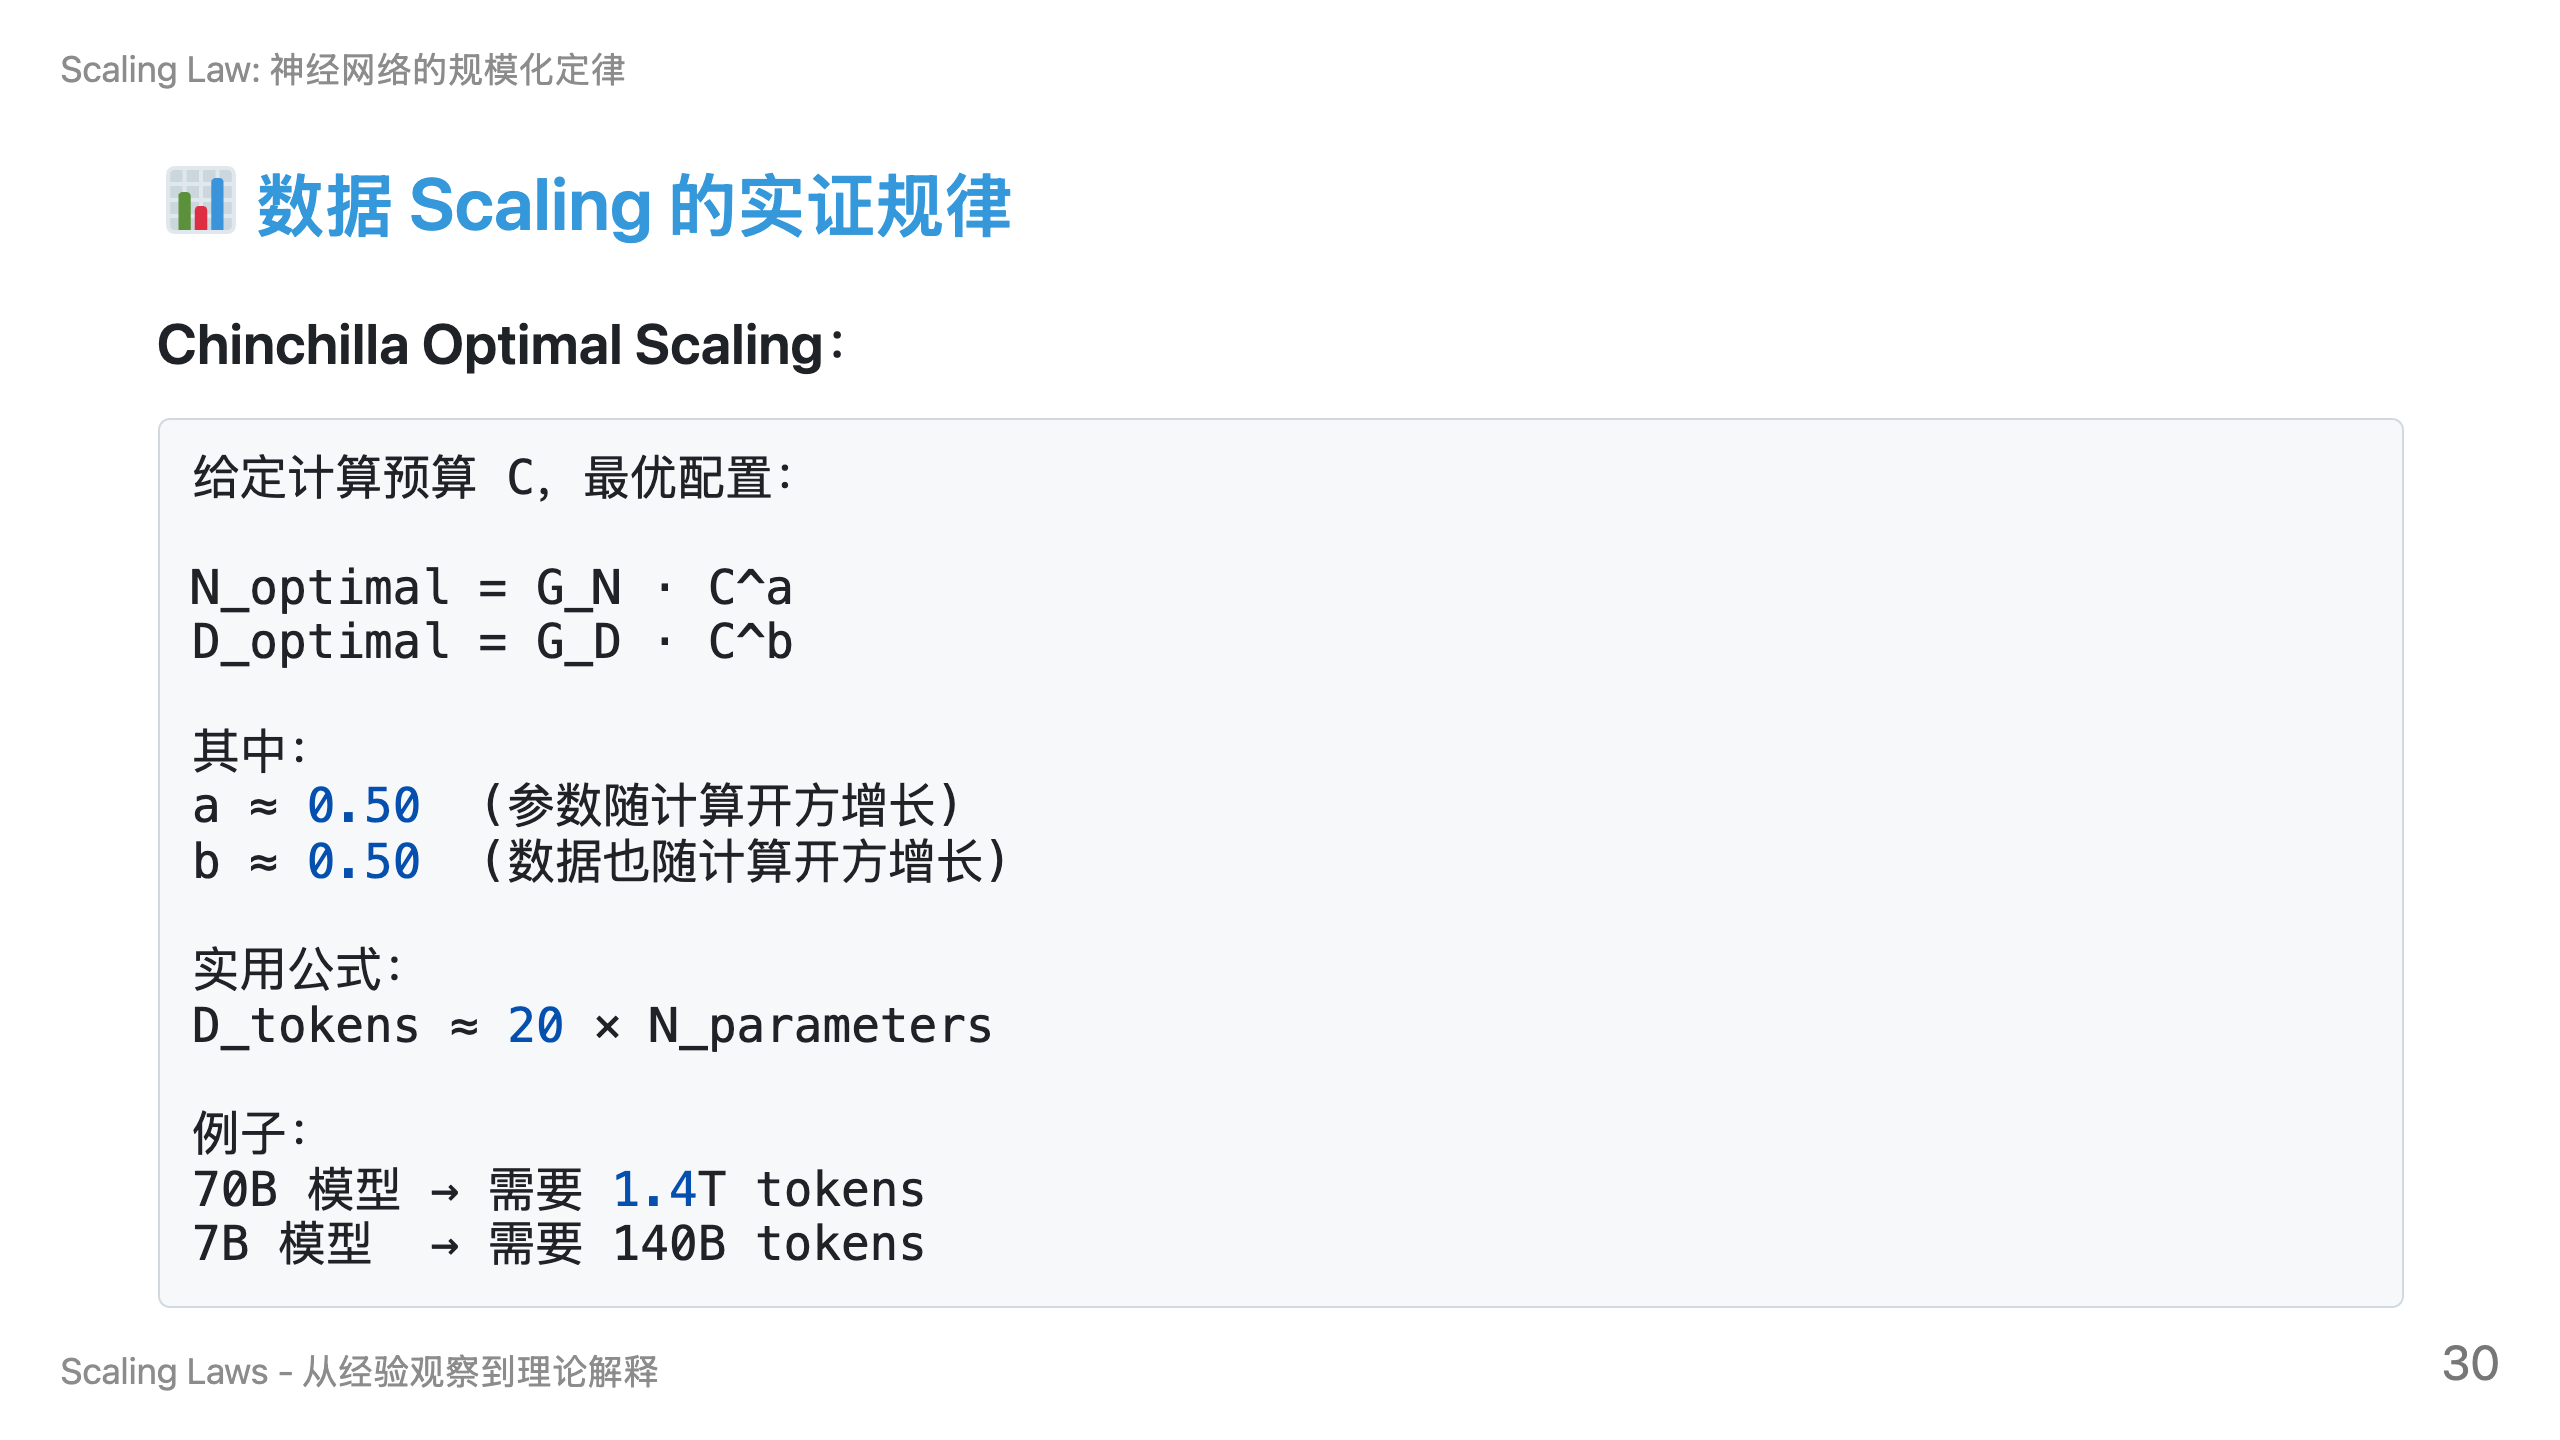 Scaling Law: 神经网络的规模化定律
📊 数据 Scaling 的实证规律
Chinchilla Optimal Scaling：
给定计算预算 C，最优配置：
N_optimal = G_N · C^a
D_optimal = G_D · C^b
其中：
a ≈ 0.50  (参数随计算开方增长)
b ≈ 0.50  (数据也随计算开方增长)
实用公式：
D_tokens ≈ 20 × N_parameters
例子：
70B 模型 → 需要 1.4T tokens
7B 模型  → 需要 140B tokens
Scaling Laws - 从经验观察到理论解释
30